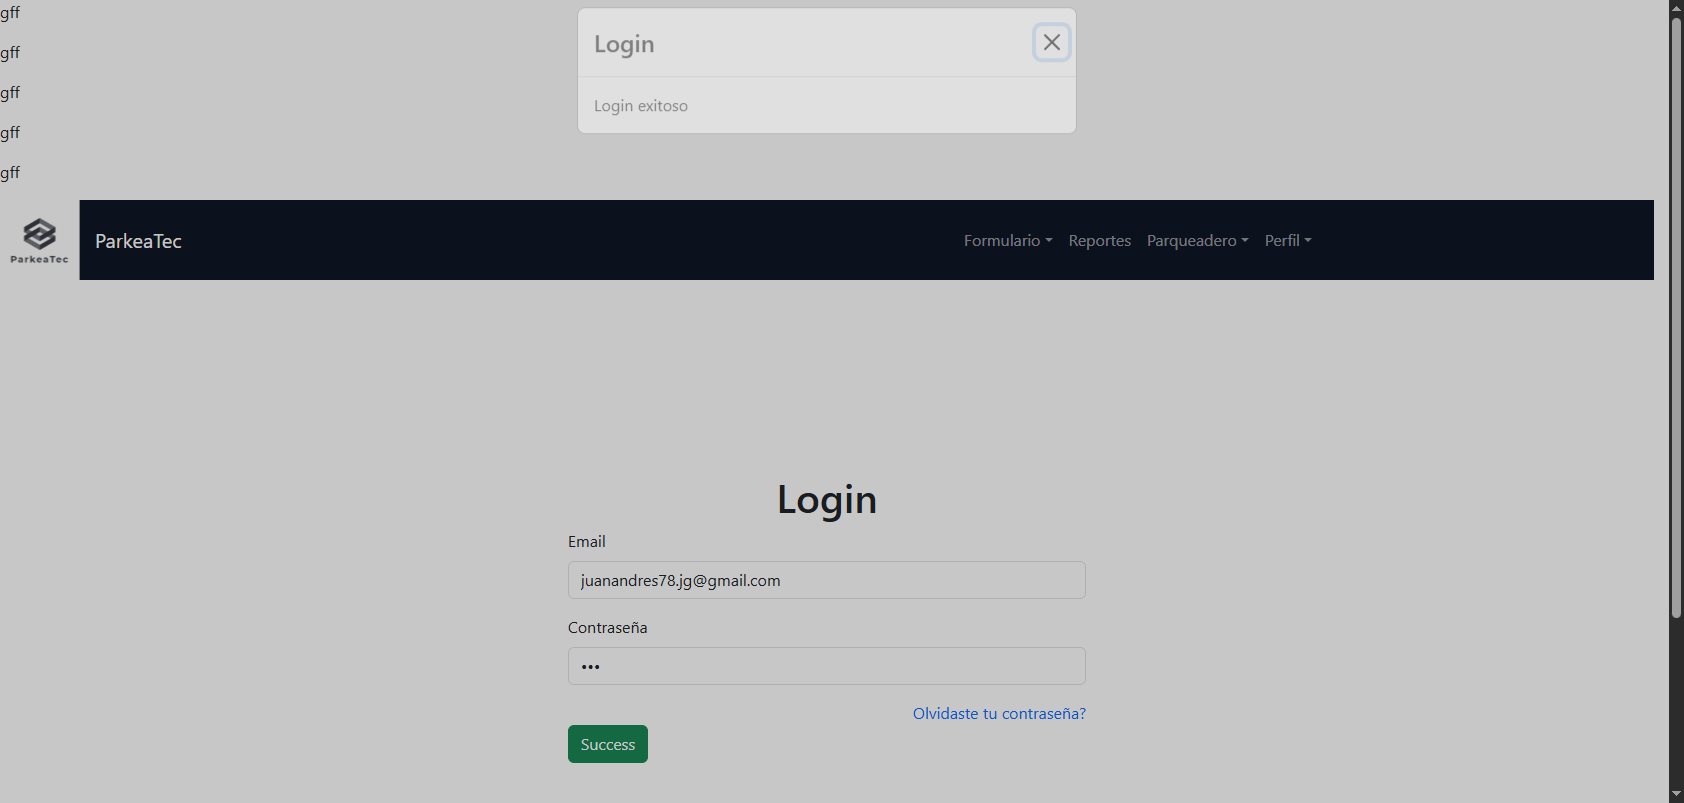 gff
gff
gff
gff
gff
Login
Login exitoso
ParkeaTec
ParkeaTec
Formulario
Reportes
Parqueadero
Perfil
Login
Email
juanandres78.jg@gmail.com
Contraseña
•••
Olvidaste tu contraseña?
Success